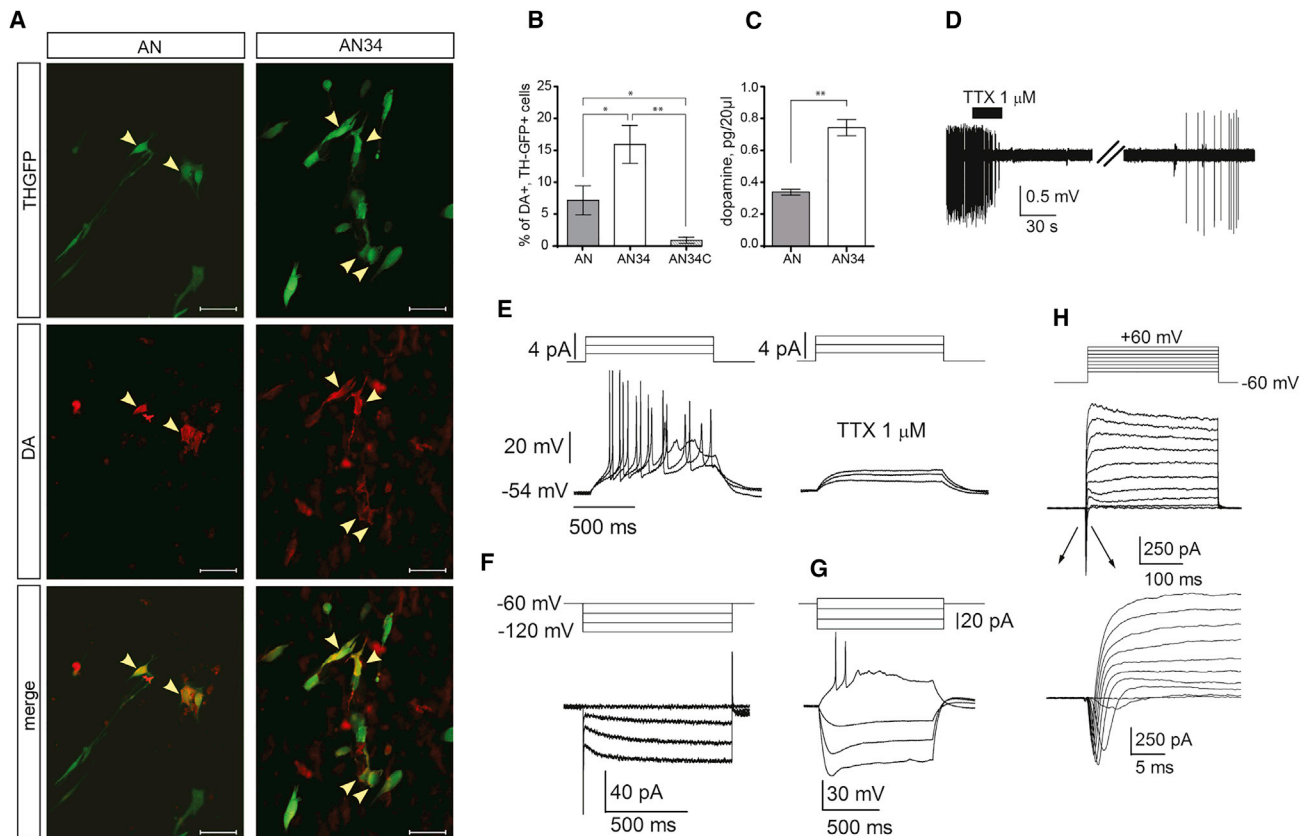 A
AN
AN34
THGFP
DA
merge
B
% of DA+, TH-GFP+ cells
25
20
15
10
5
0
*
*
**
AN
AN34
AN34C
C
dopamine, pg/20µl
1.0
0.8
0.6
0.4
0.2
0.0
**
AN
AN34
D
TTX 1 µM
0.5 mV
30 s
E
4 pA
4 pA
20 mV
-54 mV
500 ms
TTX 1 µM
F
-60 mV
-120 mV
40 pA
500 ms
G
20 pA
30 mV
500 ms
H
+60 mV
-60 mV
250 pA
100 ms
250 pA
5 ms